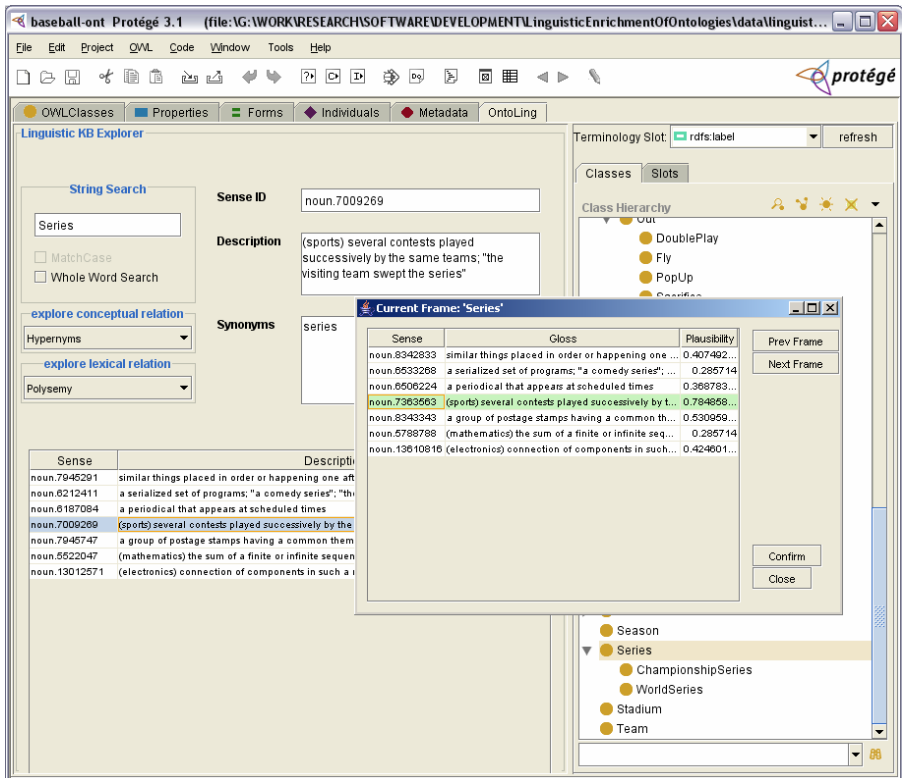 baseball-ont Protégé 3.1 (file:\G:\WORK\RESEARCH\SOFTWARE\DEVELOPMENT\LinguisticEnrichmentOfOntologies\data\linguist...
File Edit Project OWL Code Window Tools Help
protégé
OWLClasses Properties Forms Individuals Metadata OntoLing
Linguistic KB Explorer
String Search
Series
MatchCase
Whole Word Search
explore conceptual relation
Hypernyms
explore lexical relation
Polysemy
Sense ID noun.7009269
Description (sports) several contests played
successively by the same teams; "the
visiting team swept the series"
Synonyms series
Sense Descripti
noun.7945291 similar things placed in order or happening one aft
noun.6212411 a serialized set of programs; "a comedy series"; "the
noun.6187084 a periodical that appears at scheduled times
noun.7009269 (sports) several contests played successively by the
noun.7945747 a group of postage stamps having a common them
noun.5522047 (mathematics) the sum of a finite or infinite sequen
noun.13012571 (electronics) connection of components in such a
Current Frame: 'Series'
Sense Gloss Plausibility
noun.8342833 similar things placed in order or happening one ... 0.407492...
noun.6533268 a serialized set of programs; "a comedy series"; ... 0.285714
noun.6506224 a periodical that appears at scheduled times 0.368783...
noun.7363563 (sports) several contests played successively by t... 0.784858...
noun.8343343 a group of postage stamps having a common th... 0.530959...
noun.5788788 (mathematics) the sum of a finite or infinite seq... 0.285714
noun.13610816 (electronics) connection of components in such... 0.424601...
Prev Frame
Next Frame
Confirm
Close
Terminology Slot: rdfs:label refresh
Classes Slots
Class Hierarchy
Out
DoublePlay
Fly
PopUp
Sacrifice
Season
Series
ChampionshipSeries
WorldSeries
Stadium
Team